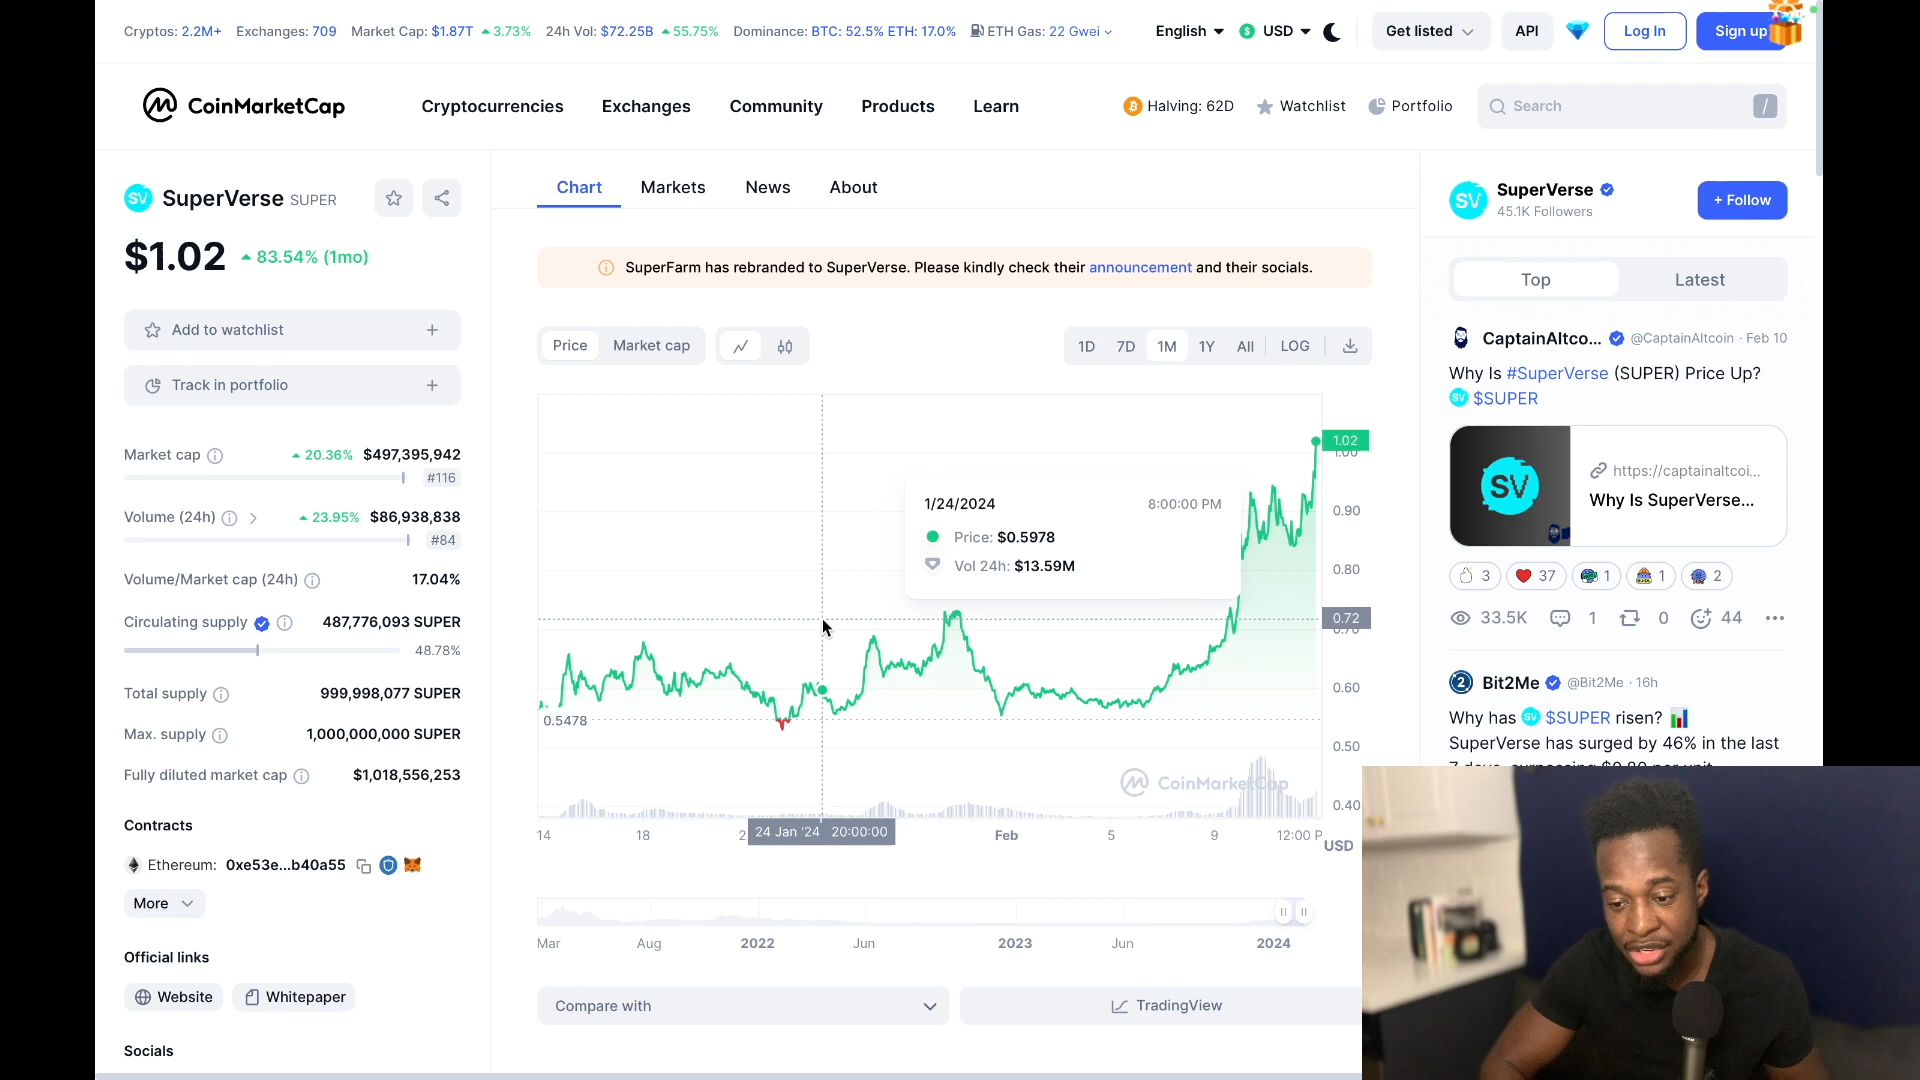 Cryptos: 2.2M+ Exchanges: 709 Market Cap: $1.87T 3.73% 24h Vol: $72.25B 55.75% Dominance: BTC: 52.5% ETH: 17.0% ETH Gas: 22 Gwei
English USD Get listed API Log In Sign up
CoinMarketCap Cryptocurrencies Exchanges Community Products Learn
Halving: 62D Watchlist Portfolio Search /
SuperVerse SUPER
$1.02 83.54% (1mo)
Add to watchlist +
Track in portfolio +
Market cap 20.36% $497,395,942
#116
Volume (24h) 23.95% $86,938,838
#84
Volume/Market cap (24h) 17.04%
Circulating supply 487,776,093 SUPER
48.78%
Total supply 999,998,077 SUPER
Max. supply 1,000,000,000 SUPER
Fully diluted market cap $1,018,556,253
Contracts
Ethereum: 0xe53e...b40a55
More
Official links
Website Whitepaper
Socials
Chart Markets News About
SuperFarm has rebranded to SuperVerse. Please kindly check their announcement and their socials.
Price Market cap
1D 7D 1M 1Y All LOG
1.02
1.00
0.90
0.80
0.72
0.70
0.60
0.50
0.40
0.5478
1/24/2024 8:00:00 PM
Price: $0.5978
Vol 24h: $13.59M
CoinMarketCap
14 18 2 24 Jan '24 20:00:00 Feb 5 9 12:00 P
USD
Mar Aug 2022 Jun 2023 Jun 2024
Compare with
TradingView
SV
SuperVerse
45.1K Followers
+ Follow
Top Latest
CaptainAltco... @CaptainAltcoin · Feb 10
Why Is #SuperVerse (SUPER) Price Up?
$SUPER
SV
https://captainaltcoi...
Why Is SuperVerse...
3 37 1 1 2
33.5K 1 0 44
Bit2Me @Bit2Me · 16h
Why has $SUPER risen?
SuperVerse has surged by 46% in the last